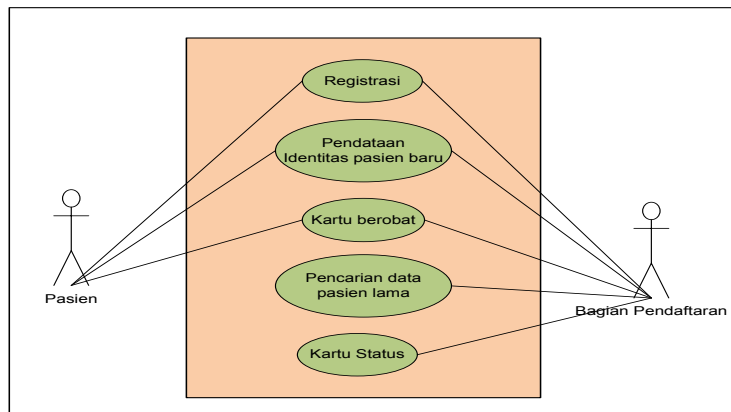 Registrasi
Pendataan
Identitas pasien baru
Kartu berobat
Pencarian data
pasien lama
Kartu Status
Pasien
Bagian Pendaftaran